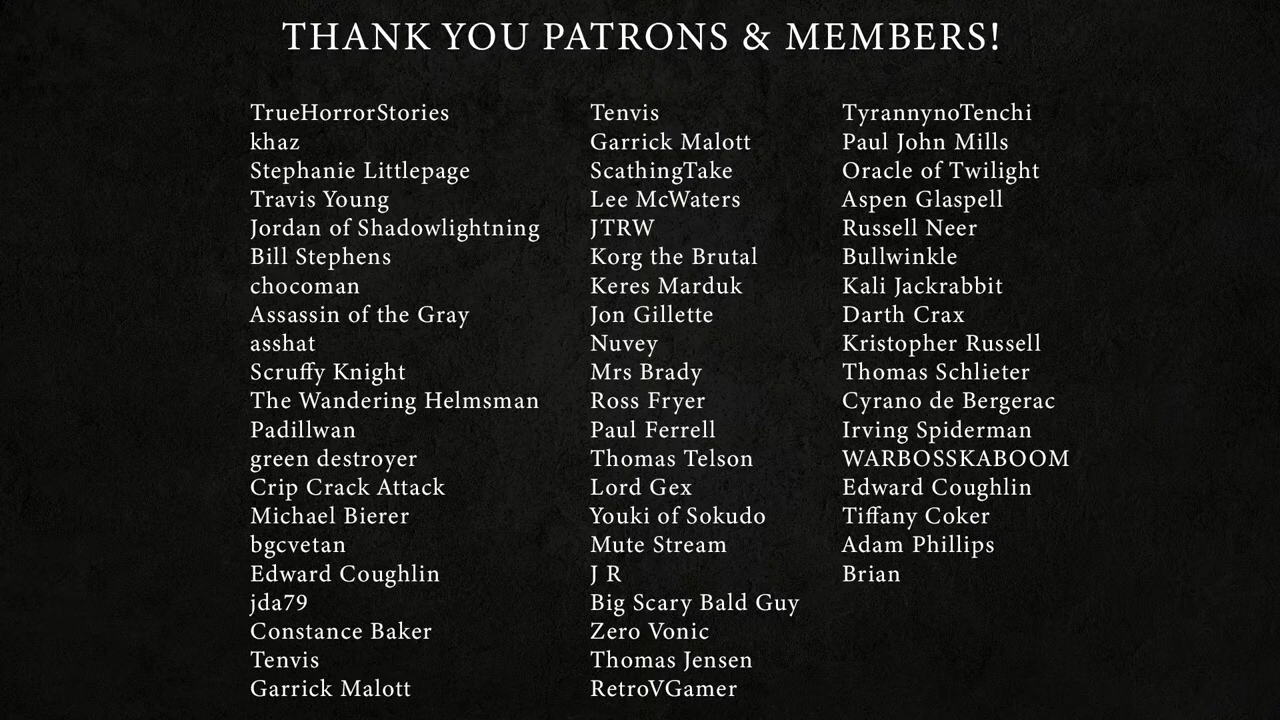 THANK YOU PATRONS & MEMBERS!
TrueHorrorStories
khaz
Stephanie Littlepage
Travis Young
Jordan of Shadowlightning
Bill Stephens
chocoman
Assassin of the Gray
asshat
Scruffy Knight
The Wandering Helmsman
Padillwan
green destroyer
Crip Crack Attack
Michael Bierer
bgcvetan
Edward Coughlin
jda79
Constance Baker
Tenvis
Garrick Malott
Tenvis
Garrick Malott
ScathingTake
Lee McWaters
JTRW
Korg the Brutal
Keres Marduk
Jon Gillette
Nuvey
Mrs Brady
Ross Fryer
Paul Ferrell
Thomas Telson
Lord Gex
Youki of Sokudo
Mute Stream
J R
Big Scary Bald Guy
Zero Vonic
Thomas Jensen
RetroVGamer
TyrannynoTenchi
Paul John Mills
Oracle of Twilight
Aspen Glaspell
Russell Neer
Bullwinkle
Kali Jackrabbit
Darth Crax
Kristopher Russell
Thomas Schlieter
Cyrano de Bergerac
Irving Spiderman
WARBOSSKABOOM
Edward Coughlin
Tiffany Coker
Adam Phillips
Brian